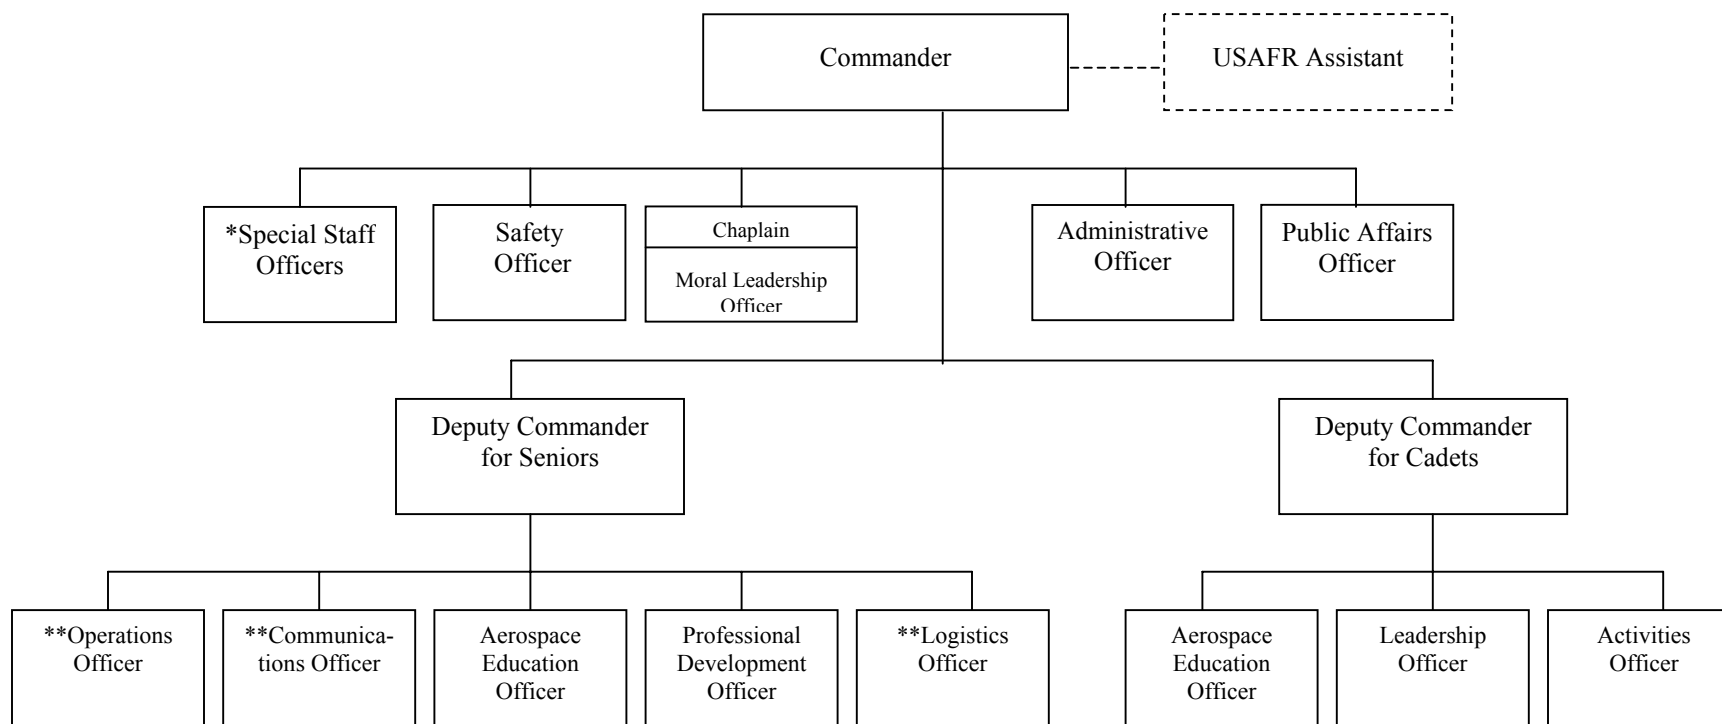 Commander
USAFR Assistant
*Special Staff
Officers
Safety
Officer
Chaplain
Moral Leadership
Officer
Administrative
Officer
Public Affairs
Officer
Deputy Commander
for Seniors
Deputy Commander
for Cadets
**Operations
Officer
**Communica-
tions Officer
Aerospace
Education
Officer
Professional
Development
Officer
**Logistics
Officer
Aerospace
Education
Officer
Leadership
Officer
Activities
Officer